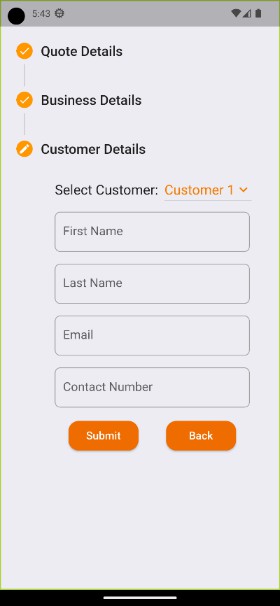 5:43
Quote Details
Business Details
Customer Details
Select Customer: Customer 1
First Name
Last Name
Email
Contact Number
Submit Back